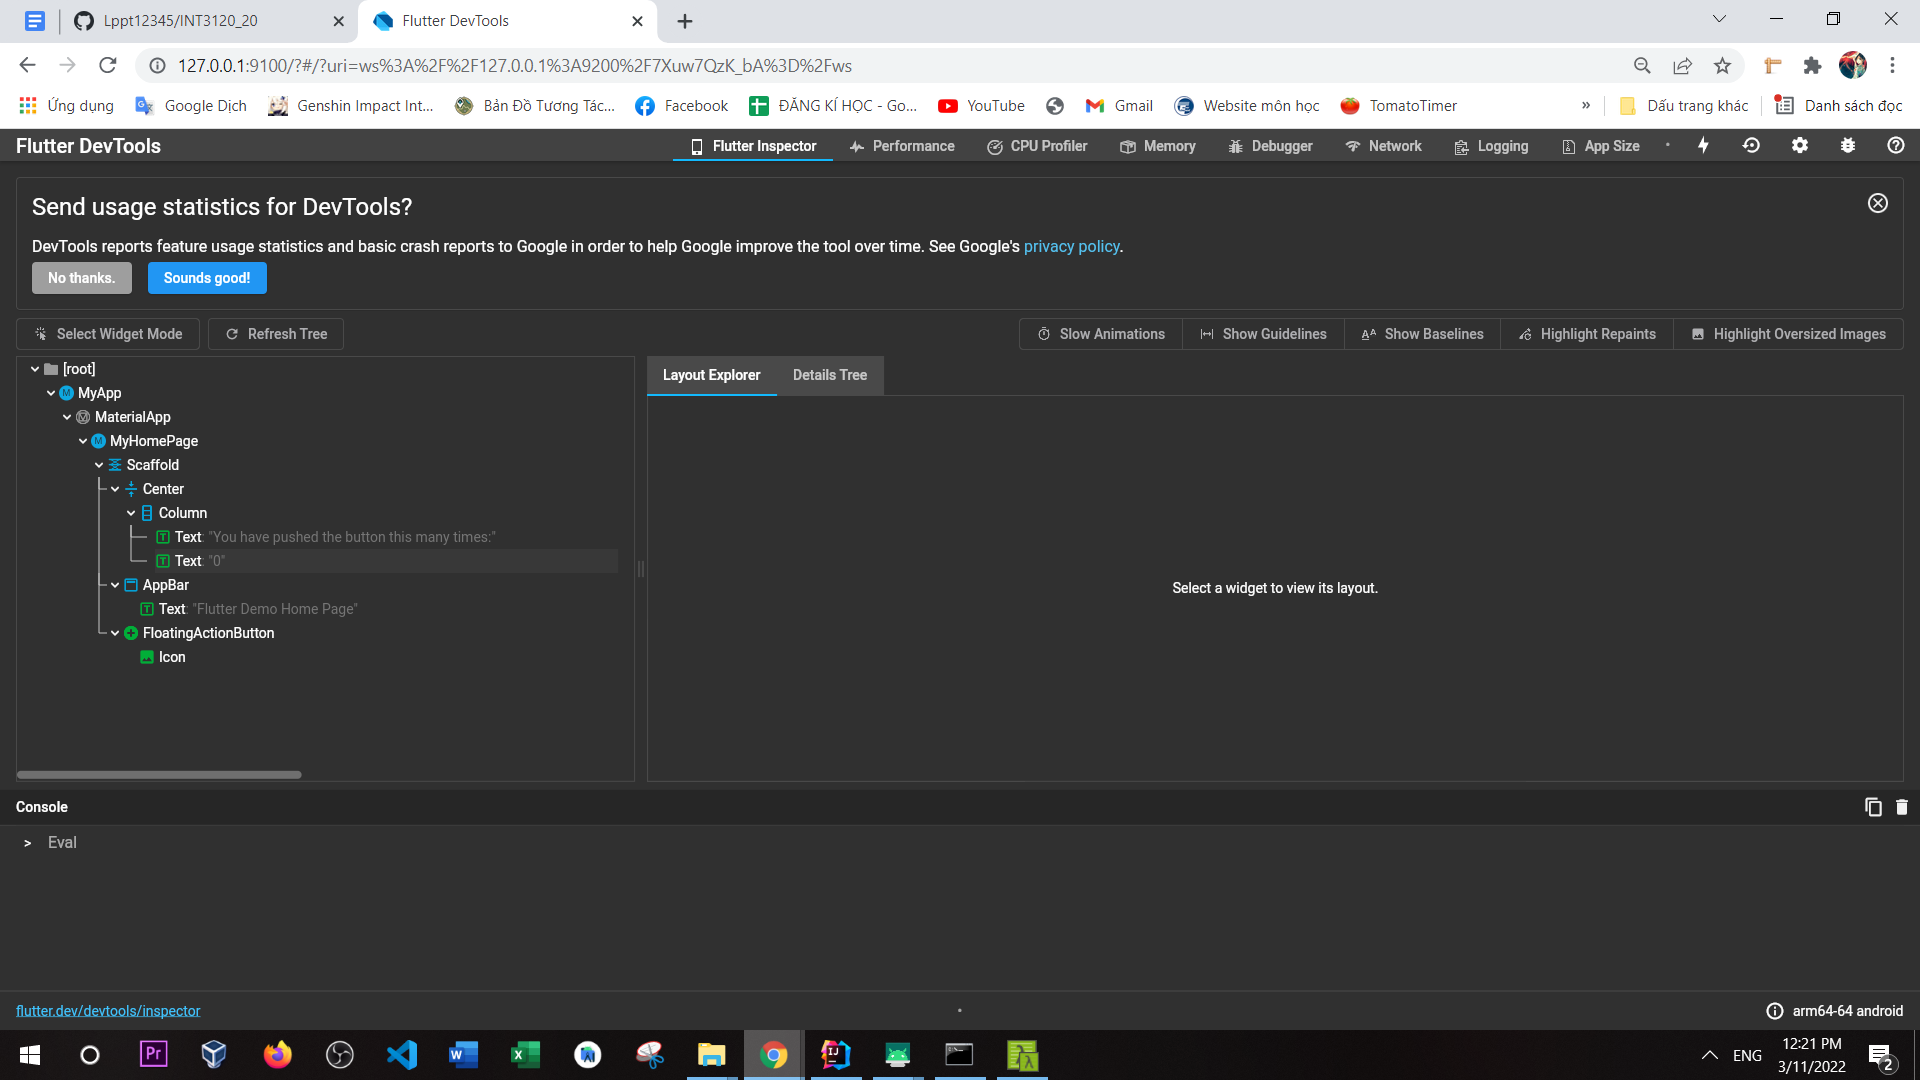 Lppt12345/INT3120_20
Flutter DevTools
127.0.0.1:9100/?#/?uri=ws%3A%2F%2F127.0.0.1%3A9200%2F7Xuw7QzK_bA%3D%2Fws
Ứng dụng
Google Dịch
Genshin Impact Int...
Bản Đồ Tương Tác...
Facebook
ĐĂNG KÍ HỌC - Go...
YouTube
Gmail
Website môn học
TomatoTimer
»
Dấu trang khác
Danh sách đọc
Flutter DevTools
Flutter Inspector
Performance
CPU Profiler
Memory
Debugger
Network
Logging
App Size
Send usage statistics for DevTools?
DevTools reports feature usage statistics and basic crash reports to Google in order to help Google improve the tool over time. See Google's privacy policy.
No thanks.
Sounds good!
Select Widget Mode
Refresh Tree
Slow Animations
Show Guidelines
Show Baselines
Highlight Repaints
Highlight Oversized Images
[root]
MyApp
MaterialApp
MyHomePage
Scaffold
Center
Column
Text: "You have pushed the button this many times:"
Text: "0"
AppBar
Text: "Flutter Demo Home Page"
FloatingActionButton
Icon
Layout Explorer
Details Tree
Select a widget to view its layout.
Console
> Eval
flutter.dev/devtools/inspector
arm64-64 android
ENG
12:21 PM
3/11/2022
2